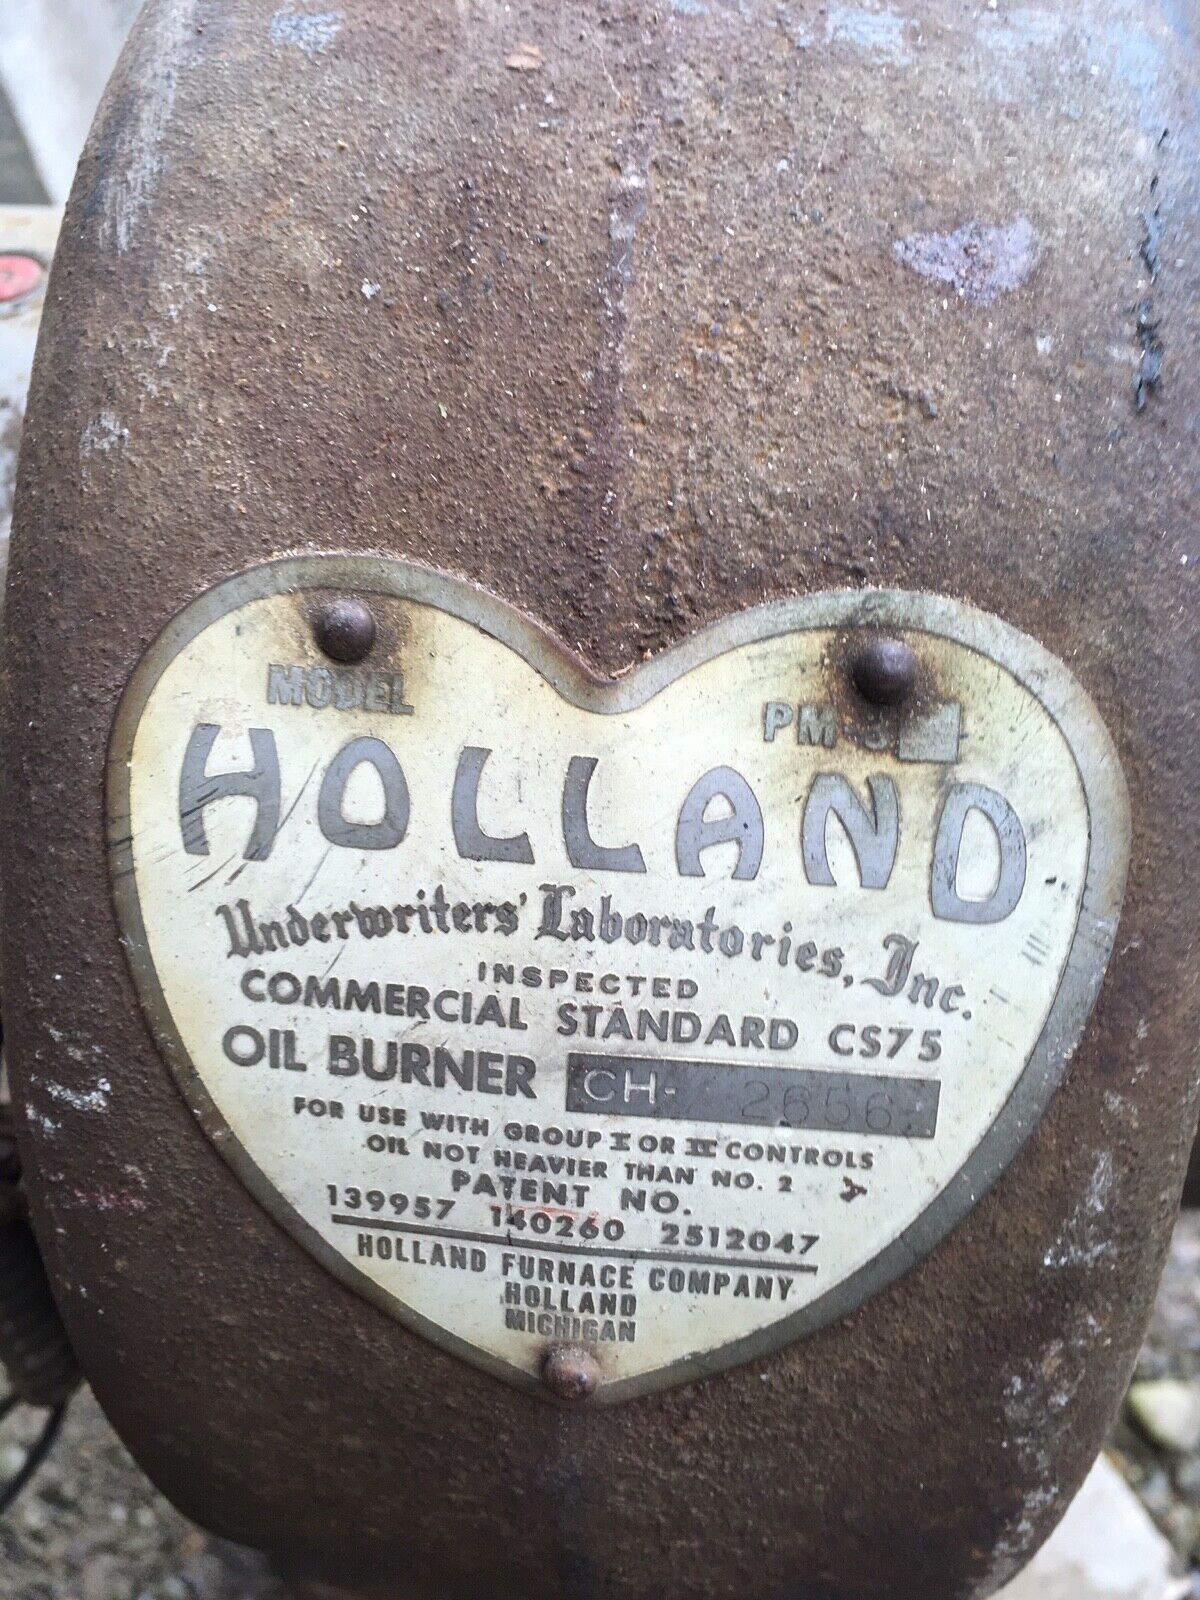 MODEL PM-
HOLLAND
Underwriters' Laboratories, Inc.
INSPECTED
COMMERCIAL STANDARD CS75
OIL BURNER CH- 2656
FOR USE WITH GROUP I OR IV CONTROLS
OIL NOT HEAVIER THAN NO. 2
PATENT NO.
139957 140260 2512047
HOLLAND FURNACE COMPANY
HOLLAND
MICHIGAN